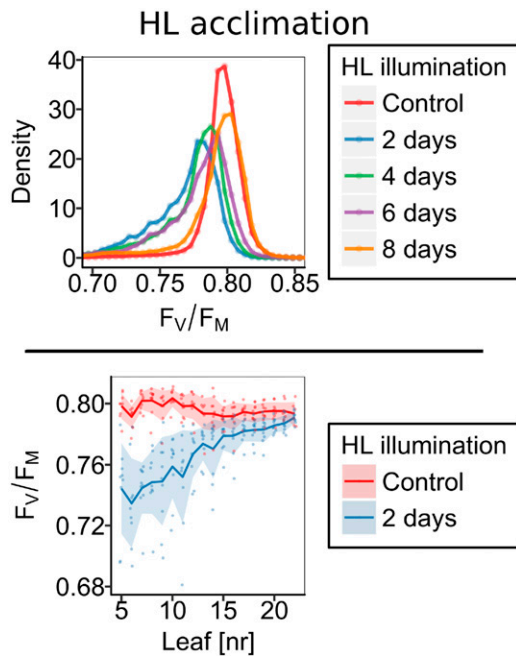 HL acclimation
40
30
20
10
0
Density
0.70 0.75 0.80 0.85
FV/FM
HL illumination
Control
2 days
4 days
6 days
8 days
0.80
0.76
0.72
0.68
FV/FM
5 10 15 20
Leaf [nr]
HL illumination
Control
2 days